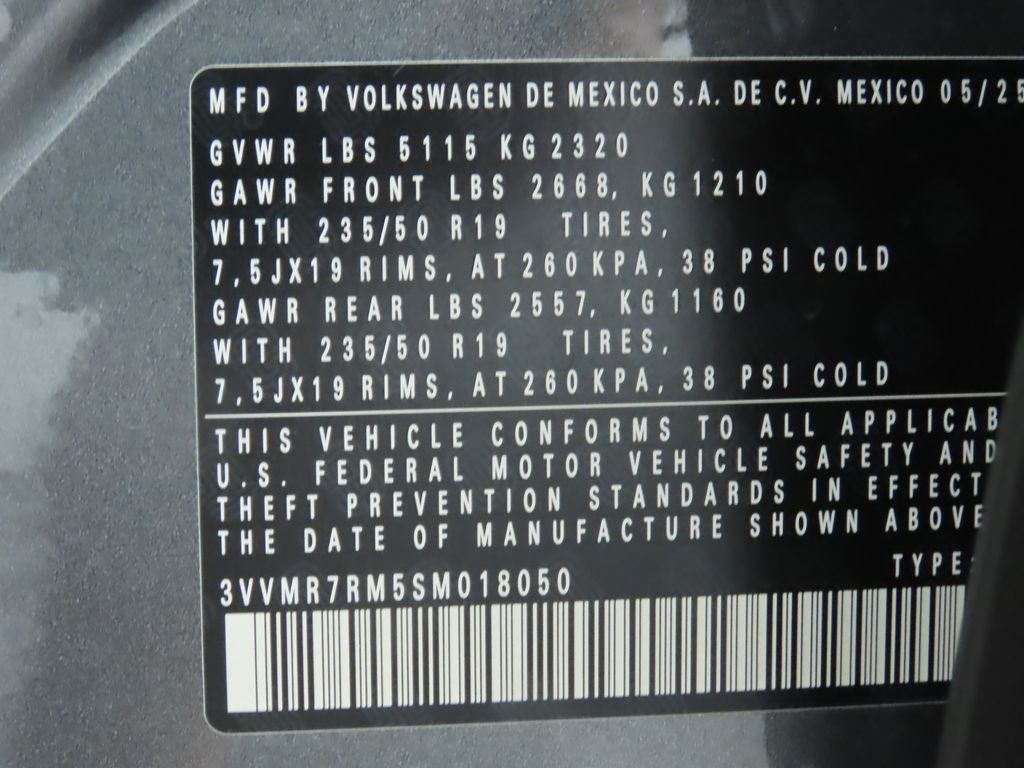 MFD BY VOLKSWAGEN DE MEXICO S.A. DE C.V. MEXICO 05/25
GVWR LBS 5115 KG 2320
GAWR FRONT LBS 2668, KG 1210
WITH 235/50 R19 TIRES,
7,5JX19 RIMS, AT 260 KPA, 38 PSI COLD
GAWR REAR LBS 2557, KG 1160
WITH 235/50 R19 TIRES,
7,5JX19 RIMS, AT 260 KPA, 38 PSI COLD
THIS VEHICLE CONFORMS TO ALL APPLICAB
U.S. FEDERAL MOTOR VEHICLE SAFETY AND
THEFT PREVENTION STANDARDS IN EFFECT
THE DATE OF MANUFACTURE SHOWN ABOVE
TYPE:
3VVMR7RM5SM018050